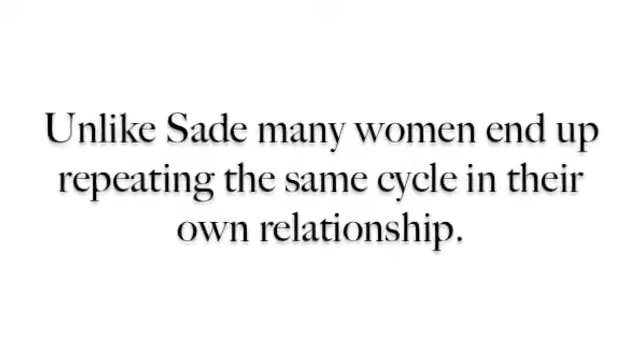 Unlike Sade many women end up
repeating the same cycle in their
own relationship.